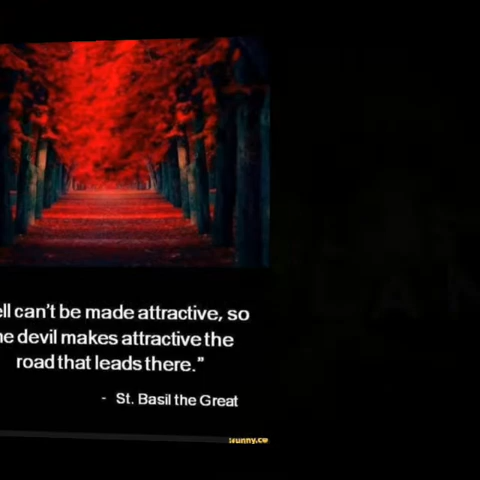 ell can't be made attractive, so
he devil makes attractive the
road that leads there."
- St. Basil the Great
ifunny.co